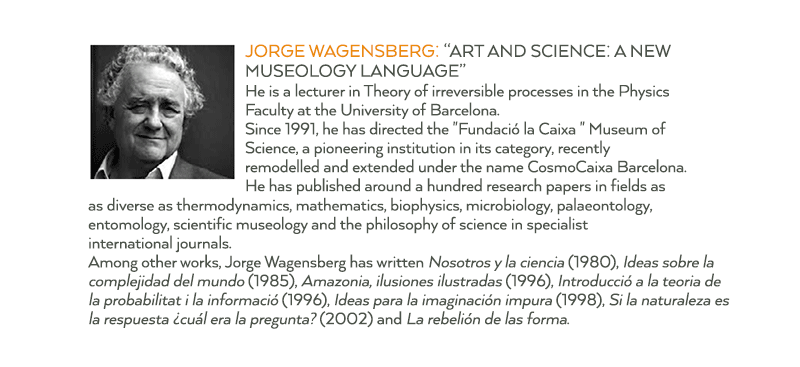 JORGE WAGENSBERG: “ART AND SCIENCE: A NEW
MUSEOLOGY LANGUAGE”
He is a lecturer in Theory of irreversible processes in the Physics
Faculty at the University of Barcelona.
Since 1991, he has directed the "Fundació la Caixa " Museum of
Science, a pioneering institution in its category, recently
remodelled and extended under the name CosmoCaixa Barcelona.
He has published around a hundred research papers in fields as
as diverse as thermodynamics, mathematics, biophysics, microbiology, palaeontology,
entomology, scientific museology and the philosophy of science in specialist
international journals.
Among other works, Jorge Wagensberg has written Nosotros y la ciencia (1980), Ideas sobre la
complejidad del mundo (1985), Amazonia, ilusiones ilustradas (1996), Introducció a la teoria de
la probabilitat i la informació (1996), Ideas para la imaginación impura (1998), Si la naturaleza es
la respuesta ¿cuál era la pregunta? (2002) and La rebelión de las forma.